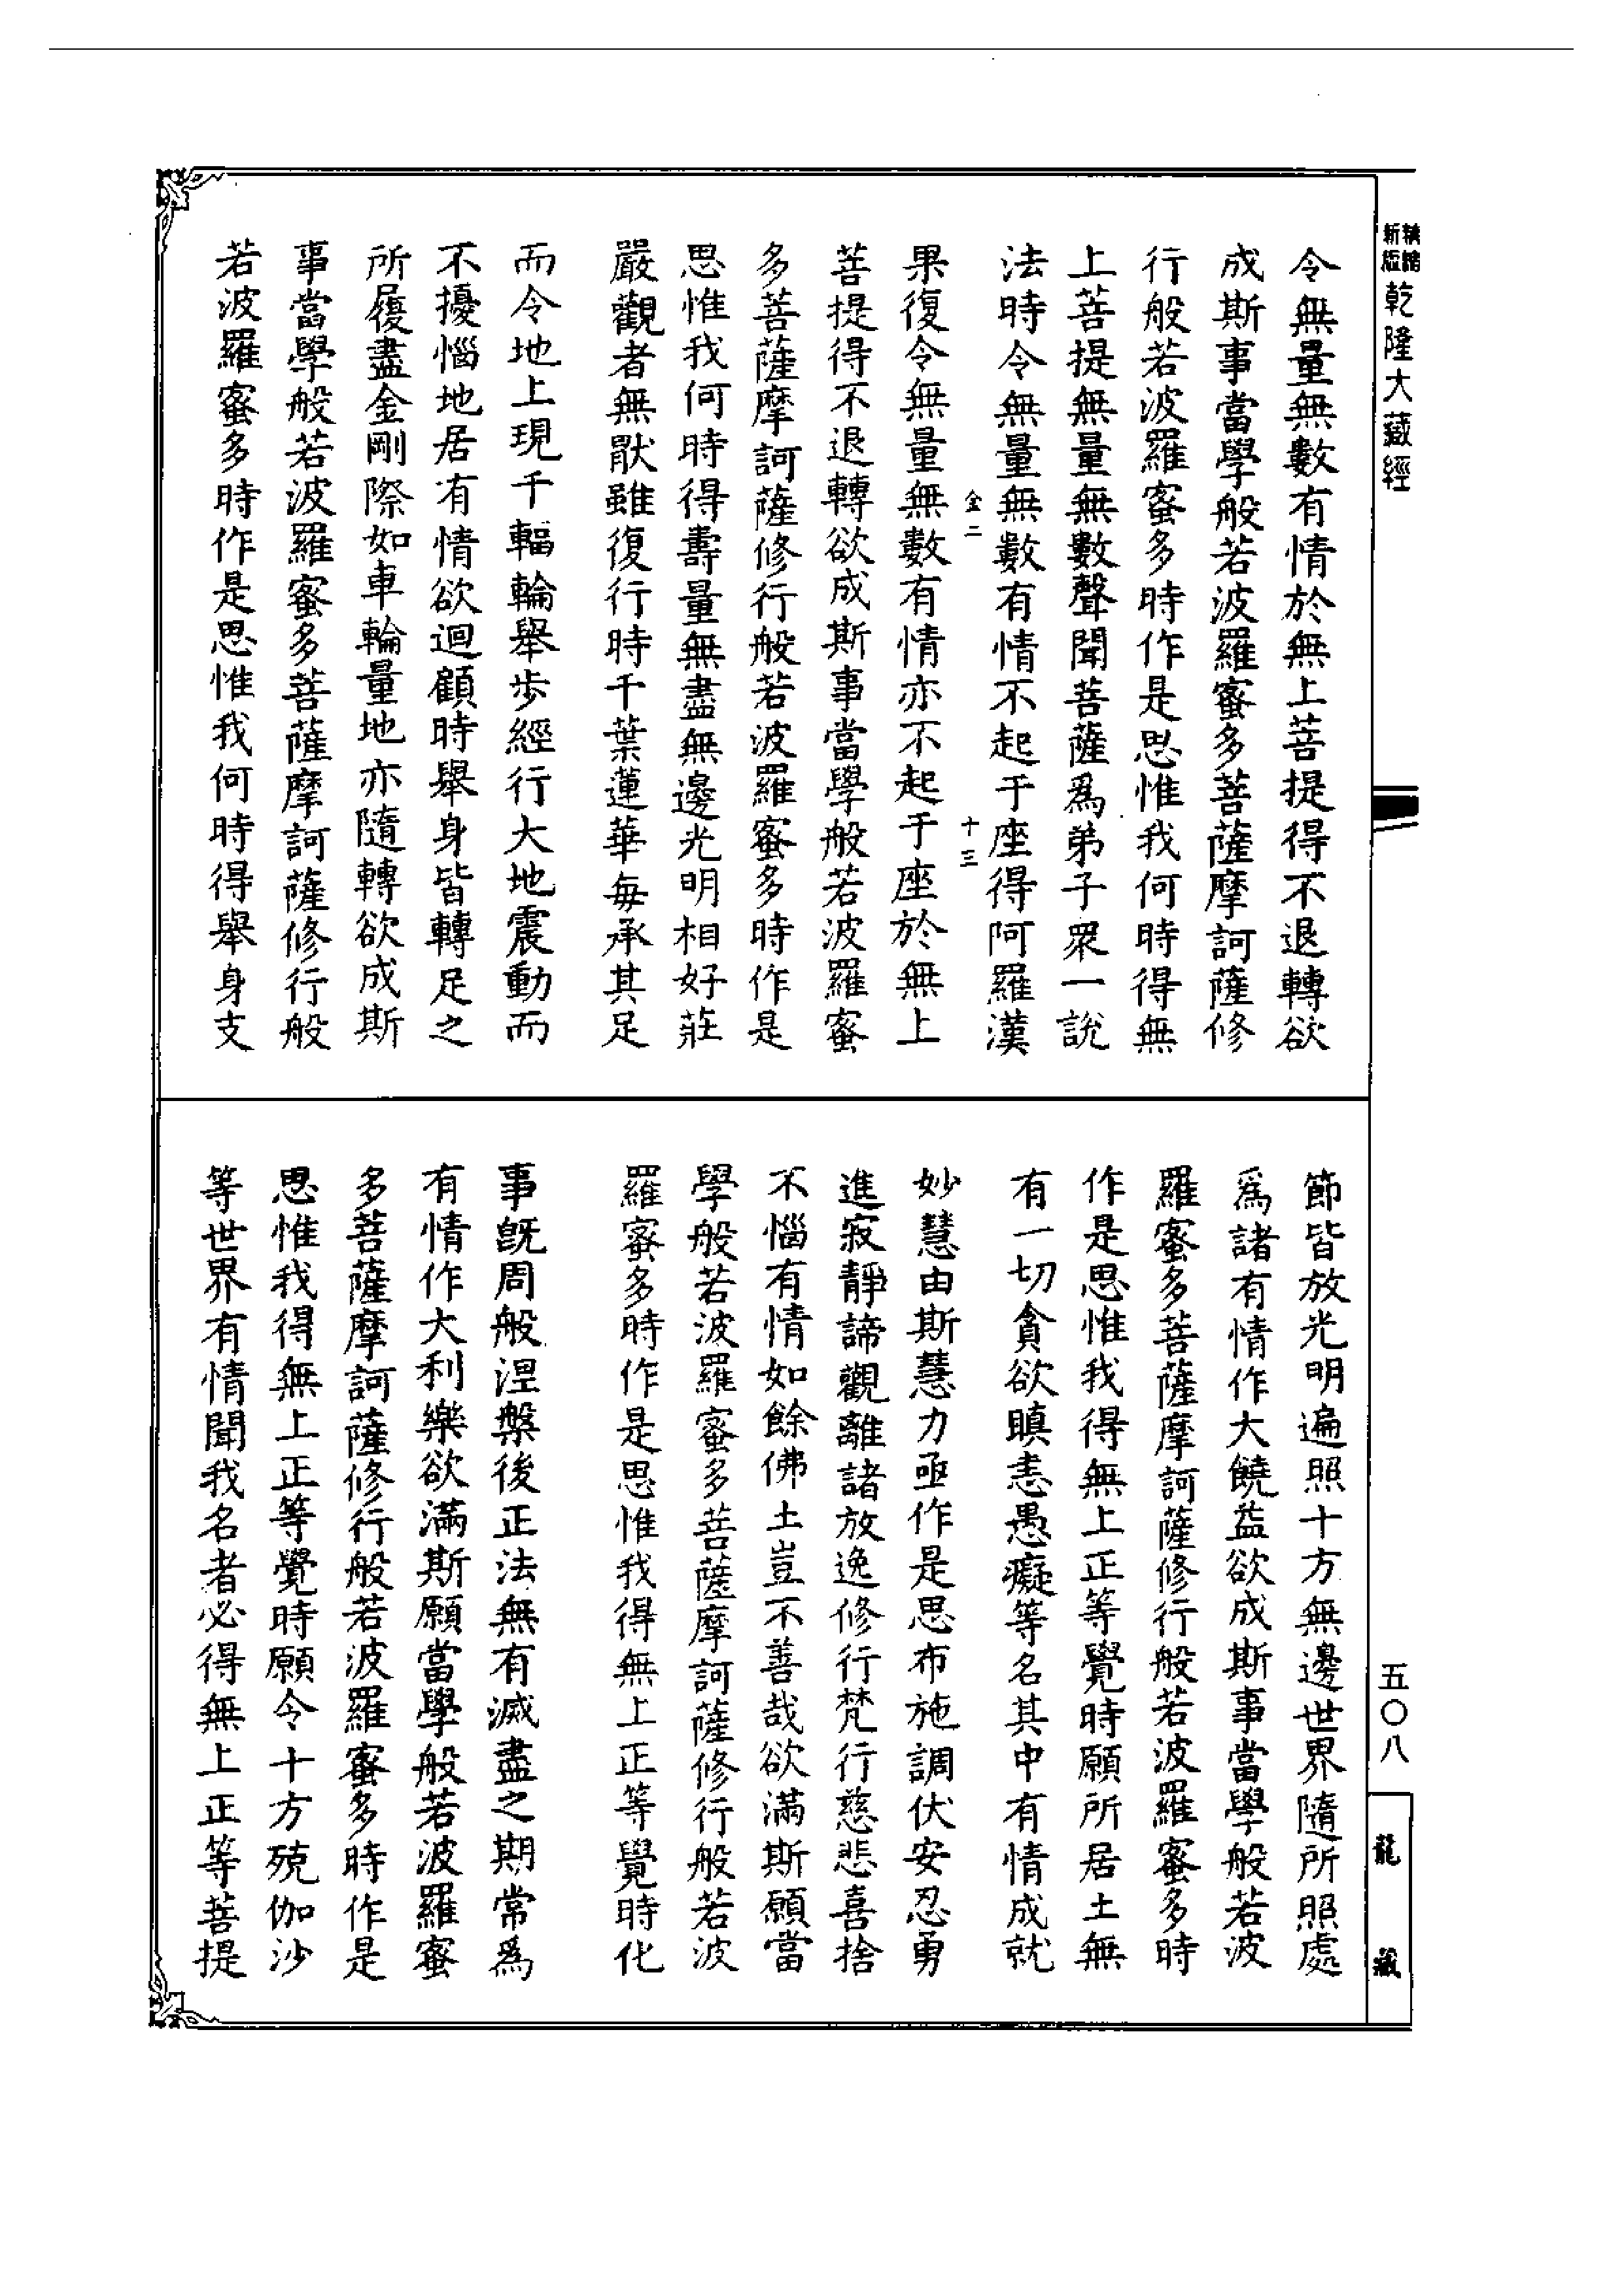 新版
精縮
乾隆大藏經
令無量無數有情於無上菩提得不退轉欲
成斯事當學般若波羅蜜多菩薩摩訶薩修
行般若波羅蜜多時作是思惟我何時得無
上菩提無量無數聲聞菩薩爲弟子眾一說
法時令無量無數有情不起于座得阿羅漢
全二
十三
果復令無量無數有情亦不起于座於無上
菩提得不退轉欲成斯事當學般若波羅蜜
多菩薩摩訶薩修行般若波羅蜜多時作是
思惟我何時得壽量無盡無邊光明相好莊
嚴觀者無厭雖復行時千葉蓮華每承其足
而令地上現千輻輪舉步經行大地震動而
不擾惱地居有情欲迴顧時舉身皆轉足之
所履盡金剛際如車輪量地亦隨轉欲成斯
事當學般若波羅蜜多菩薩摩訶薩修行般
若波羅蜜多時作是思惟我何時得舉身支
節皆放光明遍照十方無邊世界隨所照處
爲諸有情作大饒益欲成斯事當學般若波
羅蜜多菩薩摩訶薩修行般若波羅蜜多時
作是思惟我得無上正等覺時願所居土無
有一切貪欲瞋恚愚癡等名其中有情成就
妙慧由斯慧力亟作是思布施調伏安忍勇
進寂靜諦觀離諸放逸修行梵行慈悲喜捨
不惱有情如餘佛土豈不善哉欲滿斯願當
學般若波羅蜜多菩薩摩訶薩修行般若波
羅蜜多時作是思惟我得無上正等覺時化
事旣周般涅槃後正法無有滅盡之期常爲
有情作大利樂欲滿斯願當學般若波羅蜜
多菩薩摩訶薩修行般若波羅蜜多時作是
思惟我得無上正等覺時願令十方殑伽沙
等世界有情聞我名者必得無上正等菩提
五〇八
龍藏